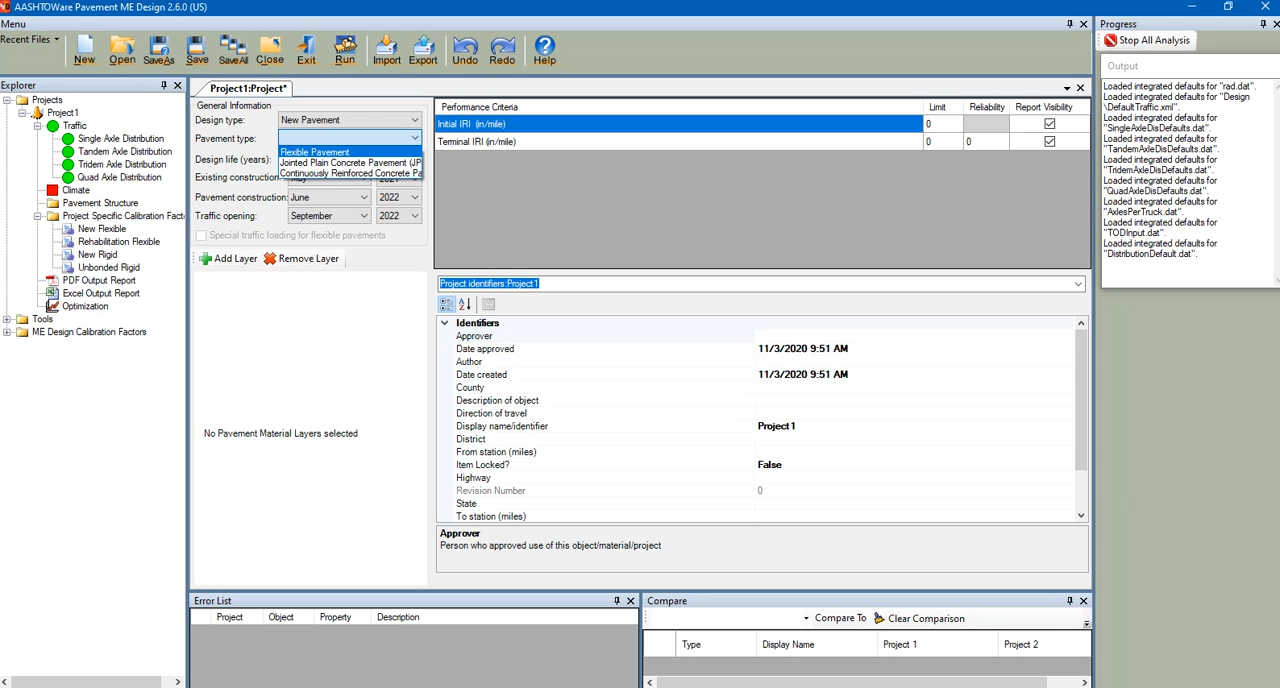 AASHTOWare Pavement ME Design 2.6.0 (US)
Menu
Recent Files
New
Open
SaveAs
Save
SaveAll
Close
Exit
Run
Import
Export
Undo
Redo
Help
Explorer
Projects
Project1
Traffic
Single Axle Distribution
Tandem Axle Distribution
Tridem Axle Distribution
Quad Axle Distribution
Climate
Pavement Structure
Project Specific Calibration Fact
New Flexible
Rehabilitation Flexible
New Rigid
Unbonded Rigid
PDF Output Report
Excel Output Report
Optimization
Tools
ME Design Calibration Factors
Project1:Project*
General Information
Design type: New Pavement
Pavement type:
Flexible Pavement
Jointed Plain Concrete Pavement (JP
Continuously Reinforced Concrete Pa
Design life (years):
Existing construction:
Pavement construction: June 2022
Traffic opening: September 2022
Special traffic loading for flexible pavements
Add Layer Remove Layer
No Pavement Material Layers selected
Performance Criteria Limit Reliability Report Visibility
Initial IRI (in/mile) 0
Terminal IRI (in/mile) 0 0
Project identifiers:Project1
Identifiers
Approver
Date approved 11/3/2020 9:51 AM
Author
Date created 11/3/2020 9:51 AM
County
Description of object
Direction of travel
Display name/identifier Project1
District
From station (miles)
Item Locked? False
Highway
Revision Number 0
State
To station (miles)
Approver
Person who approved use of this object/material/project
Error List
Project Object Property Description
Compare
Compare To Clear Comparison
Type Display Name Project 1 Project 2
Progress
Stop All Analysis
Output
Loaded integrated defaults for "rad.dat".
Loaded integrated defaults for "Design
\DefaultTraffic.xml".
Loaded integrated defaults for
"SingleAxleDisDefaults.dat".
Loaded integrated defaults for
"TandemAxleDisDefaults.dat".
Loaded integrated defaults for
"TridemAxleDisDefaults.dat".
Loaded integrated defaults for
"QuadAxleDisDefaults.dat".
Loaded integrated defaults for
"AxlesPerTruck.dat".
Loaded integrated defaults for
"TODInput.dat".
Loaded integrated defaults for
"DistributionDefault.dat".